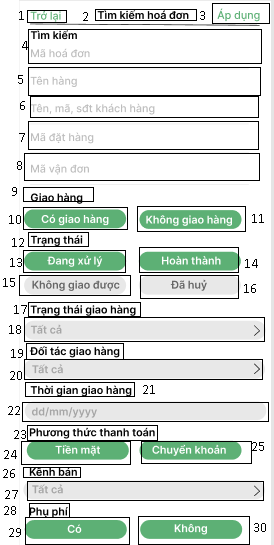 1 Trở lại 2 Tìm kiếm hoá đơn 3 Áp dụng
Tìm kiếm
4 Mã hoá đơn
5 Tên hàng
6 Tên, mã, sđt khách hàng
7 Mã đặt hàng
8 Mã vận đơn
9 Giao hàng
10 Có giao hàng Không giao hàng 11
12 Trạng thái
13 Đang xử lý Hoàn thành 14
15 Không giao được Đã huỷ 16
17 Trạng thái giao hàng
18 Tất cả
19 Đối tác giao hàng
20 Tất cả
Thời gian giao hàng 21
22 dd/mm/yyyy
23 Phương thức thanh toán
24 Tiền mặt Chuyển khoản 25
26 Kênh bán
27 Tất cả
28 Phụ phí
29 Có Không 30